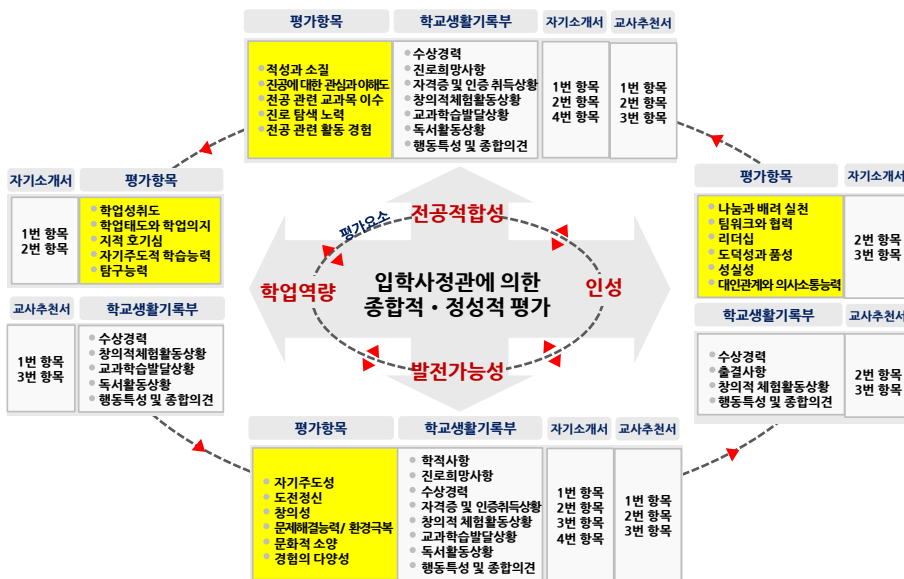 평가항목
학교생활기록부
자기소개서
교사추천서
적성과 소질
진공에 대한 관심과 이해도
전공 관련 교과목 이수
진로 탐색 노력
전공 관련 활동 경험
수상경력
진로희망사항
자격증 및 인증 취득상황
창의적체험활동상황
교과학습발달상황
독서활동상황
행동특성 및 종합의견
1번 항목
2번 항목
4번 항목
1번 항목
2번 항목
3번 항목
자기소개서
평가항목
1번 항목
2번 항목
학업성취도
학업태도와 학업의지
지적 호기심
자기주도적 학습능력
탐구능력
교사추천서
학교생활기록부
1번 항목
3번 항목
수상경력
창의적체험활동상황
교과학습발달상황
독서활동상황
행동특성 및 종합의견
평가요소
전공적합성
학업역량
입학사정관에 의한
종합적 · 정성적 평가
인성
발전가능성
평가항목
자기소개서
나눔과 배려 실천
팀워크와 협력
리더십
도덕성과 품성
성실성
대인관계와 의사소통능력
2번 항목
3번 항목
학교생활기록부
교사추천서
수상경력
출결사항
창의적 체험활동상황
행동특성 및 종합의견
2번 항목
3번 항목
평가항목
학교생활기록부
자기소개서
교사추천서
자기주도성
도전정신
창의성
문제해결능력/ 환경극복
문화적 소양
경험의 다양성
학적사항
진로희망사항
수상경력
자격증 및 인증취득상황
창의적 체험활동상황
교과학습발달상황
독서활동상황
행동특성 및 종합의견
1번 항목
2번 항목
3번 항목
4번 항목
1번 항목
2번 항목
3번 항목